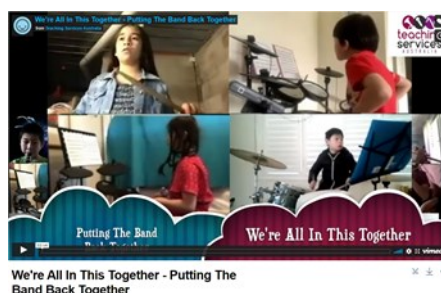 We're All In This Together - Putting The Band Back Together
from Teaching Services Australia
teaching
services
AUSTRALIA
Putting The Band
Back Together
We're All In This Together
vimeo
We're All In This Together - Putting The
Band Back Together